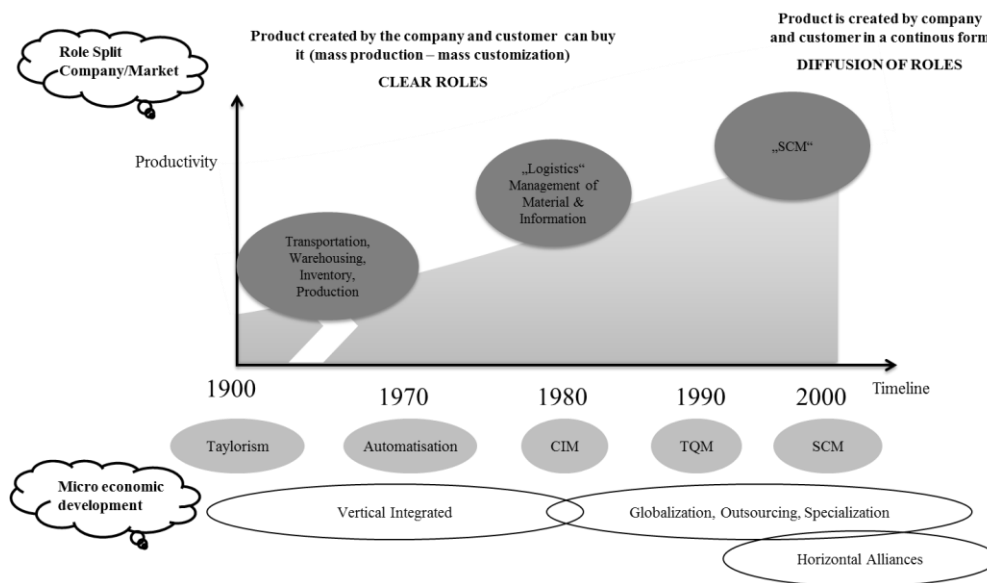 Role Split
Company/Market
Product created by the company and customer can buy
it (mass production – mass customization)
CLEAR ROLES
Product is created by company
and customer in a continous form
DIFFUSION OF ROLES
Productivity
„SCM“
„Logistics“
Management of
Material &
Information
Transportation,
Warehousing,
Inventory,
Production
1900
1970
1980
1990
2000
Timeline
Taylorism
Automatisation
CIM
TQM
SCM
Micro economic
development
Vertical Integrated
Globalization, Outsourcing, Specialization
Horizontal Alliances